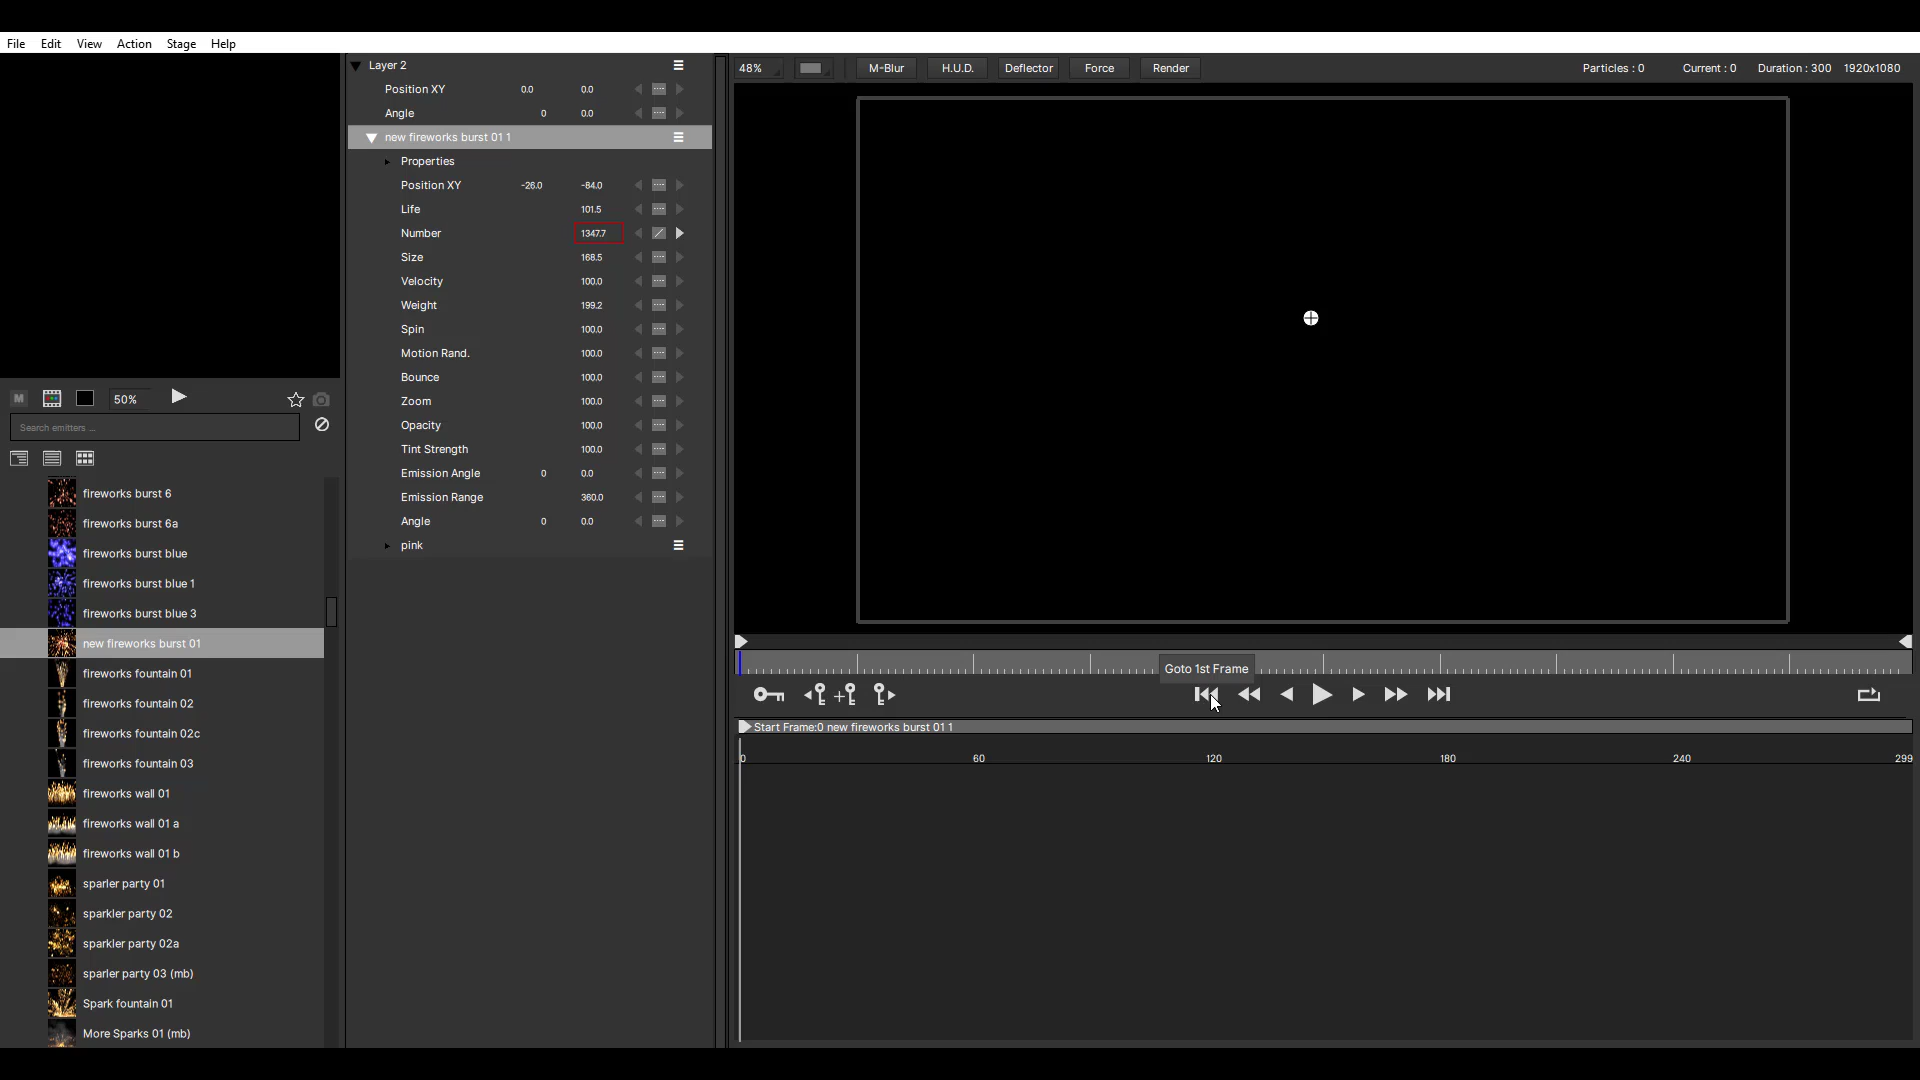 File Edit View Action Stage Help
Layer 2
Position XY 0.0 0.0
Angle 0 0.0
new fireworks burst 01 1
Properties
Position XY -26.0 -84.0
Life 101.5
Number 1347.7
Size 168.5
Velocity 100.0
Weight 199.2
Spin 100.0
Motion Rand. 100.0
Bounce 100.0
Zoom 100.0
Opacity 100.0
Tint Strength 100.0
Emission Angle 0 0.0
Emission Range 360.0
Angle 0 0.0
pink
48% M-Blur H.U.D. Deflector Force Render Particles : 0 Current : 0 Duration : 300 1920x1080
M 50%
Search emitters ...
fireworks burst 6
fireworks burst 6a
fireworks burst blue
fireworks burst blue 1
fireworks burst blue 3
new fireworks burst 01
fireworks fountain 01
fireworks fountain 02
fireworks fountain 02c
fireworks fountain 03
fireworks wall 01
fireworks wall 01 a
fireworks wall 01 b
sparler party 01
sparkler party 02
sparkler party 02a
sparler party 03 (mb)
Spark fountain 01
More Sparks 01 (mb)
Goto 1st Frame
Start Frame:0 new fireworks burst 01 1
0 60 120 180 240 299